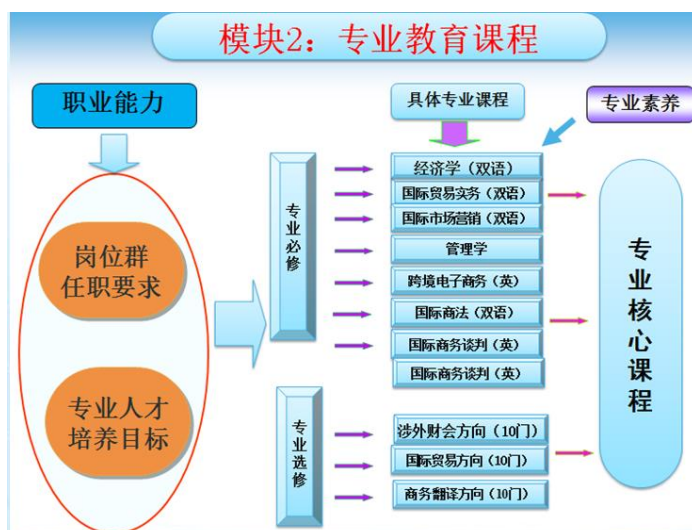 模块2：专业教育课程
职业能力
具体专业课程
专业素养
岗位群
任职要求
专业人才
培养目标
专业必修
经济学（双语）
国际贸易实务（双语）
国际市场营销（双语）
管理学
跨境电子商务（英）
国际商法（双语）
国际商务谈判（英）
国际商务谈判（英）
专业选修
涉外财会方向（10门）
国际贸易方向（10门）
商务翻译方向（10门）
专业核心课程